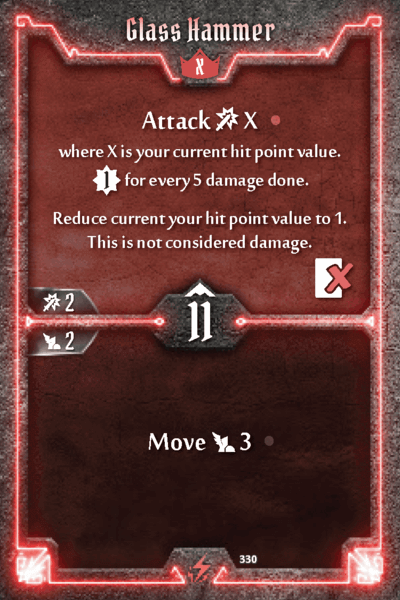 Glass Hammer
X
Attack X
where X is your current hit point value.
1 for every 5 damage done.
Reduce current your hit point value to 1.
This is not considered damage.
2
11
2
Move 3
330